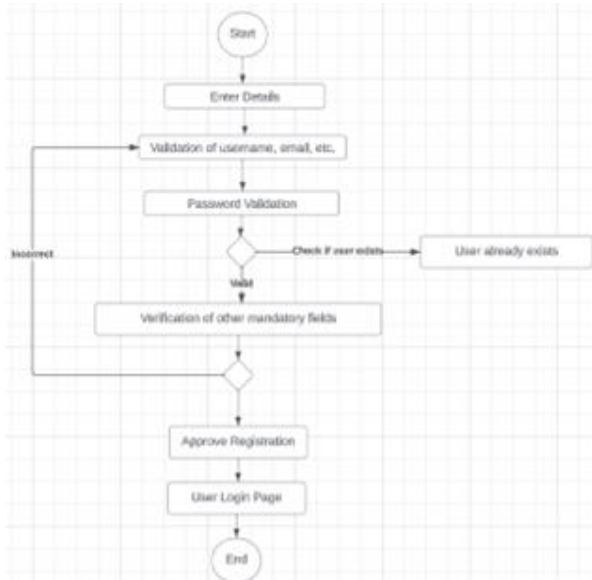 Start
Enter Details
Validation of username, email, etc.
Password Validation
Check if user exists
User already exists
Incorrect
Valid
Verification of other mandatory fields
Approve Registration
User Login Page
End